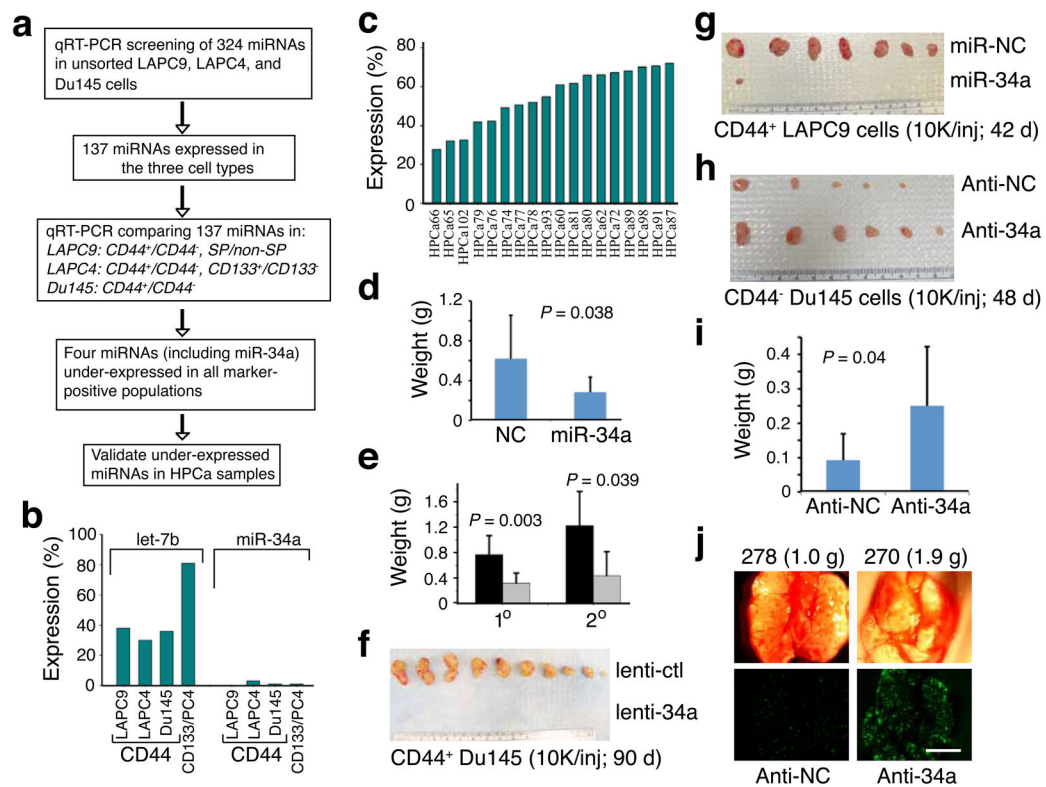 a
qRT-PCR screening of 324 miRNAs
in unsorted LAPC9, LAPC4, and
Du145 cells
137 miRNAs expressed in
the three cell types
qRT-PCR comparing 137 miRNAs in:
LAPC9: CD44⁺/CD44⁻, SP/non-SP
LAPC4: CD44⁺/CD44⁻, CD133⁺/CD133⁻
Du145: CD44⁺/CD44⁻
Four miRNAs (including miR-34a)
under-expressed in all marker-
positive populations
Validate under-expressed
miRNAs in HPCa samples
b
Expression (%)
100
80
60
40
20
0
let-7b
miR-34a
LAPC9
LAPC4
Du145
CD133/PC4
LAPC9
LAPC4
Du145
CD133/PC4
CD44
CD44
c
Expression (%)
80
60
40
20
0
HPCa66
HPCa65
HPCa102
HPCa79
HPCa76
HPCa74
HPCa77
HPCa78
HPCa93
HPCa60
HPCa81
HPCa80
HPCa62
HPCa72
HPCa89
HPCa98
HPCa91
HPCa87
d
Weight (g)
1.2
0.8
0.4
0
P = 0.038
NC
miR-34a
e
Weight (g)
2.0
1.6
1.2
0.8
0.4
0
P = 0.003
P = 0.039
1º
2º
f
lenti-ctl
lenti-34a
CD44⁺ Du145 (10K/inj; 90 d)
g
miR-NC
miR-34a
CD44⁺ LAPC9 cells (10K/inj; 42 d)
h
Anti-NC
Anti-34a
CD44⁻ Du145 cells (10K/inj; 48 d)
i
Weight (g)
0.4
0.3
0.2
0.1
0
P = 0.04
Anti-NC
Anti-34a
j
278 (1.0 g)
270 (1.9 g)
Anti-NC
Anti-34a